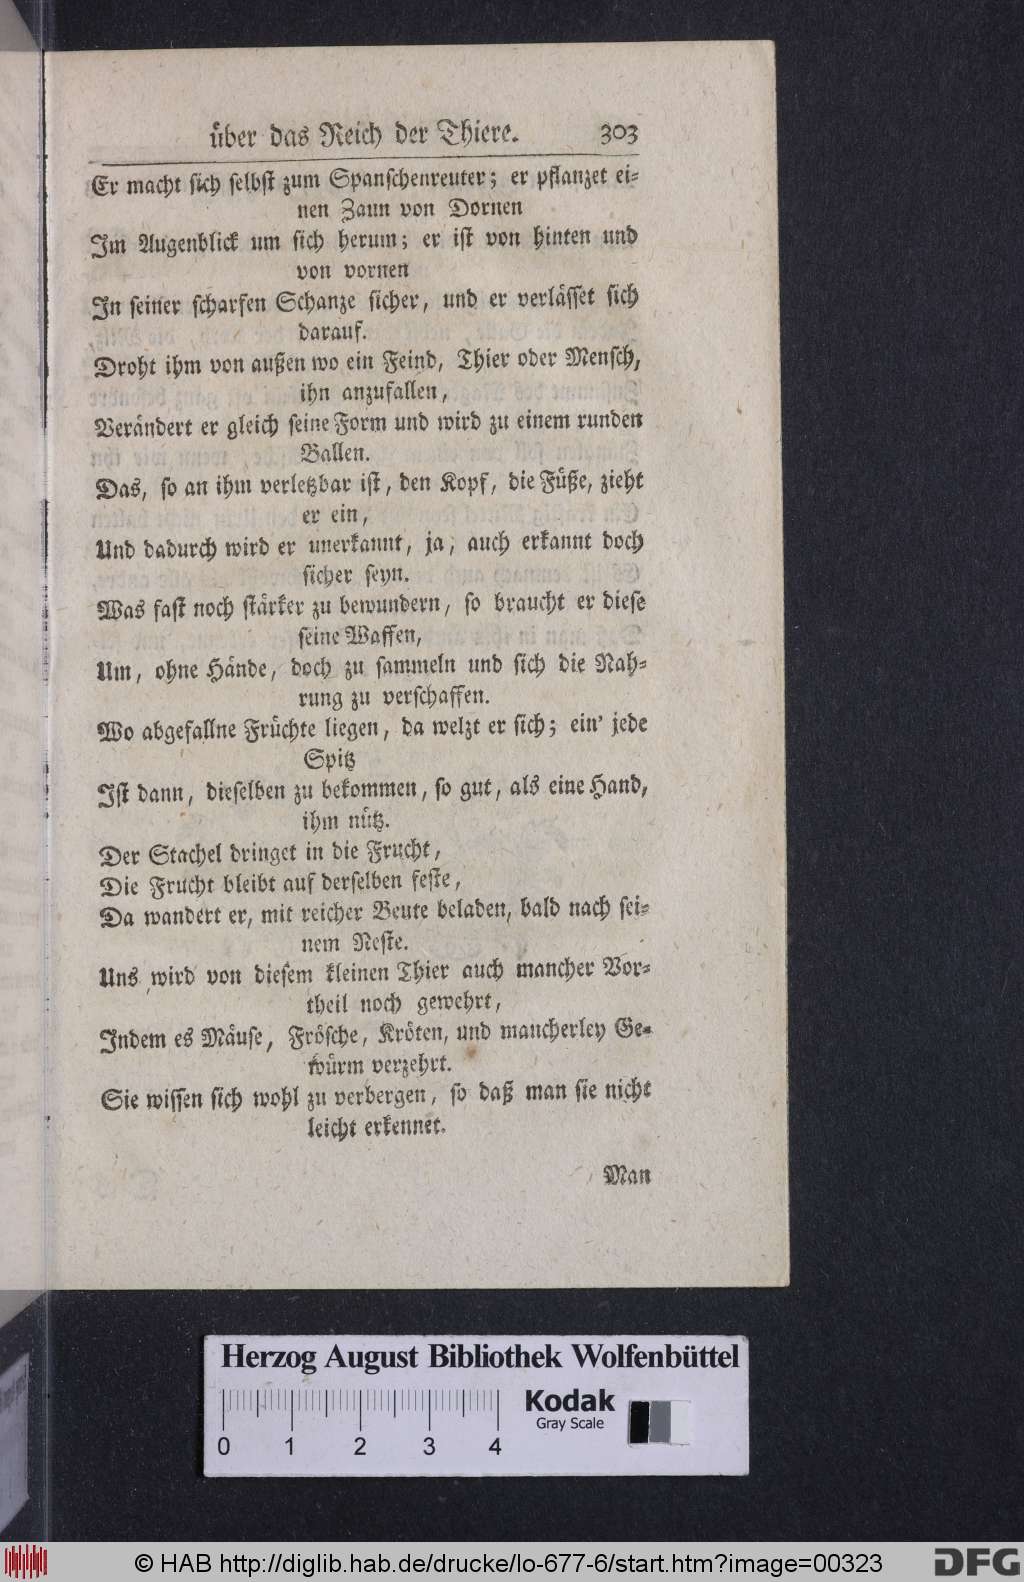 über das Reich der Thiere. 303
Er macht sich selbst zum Spanschenreuter; er pflanzet ei-
nen Zaun von Dornen
Im Augenblick um sich herum; er ist von hinten und
von vornen
In seiner scharfen Schanze sicher, und er verlässet sich
darauf.
Droht ihm von außen wo ein Feind, Thier oder Mensch,
ihn anzufallen,
Verändert er gleich seine Form und wird zu einem runden
Ballen.
Das, so an ihm verletzbar ist, den Kopf, die Füße, zieht
er ein,
Und dadurch wird er unerkannt, ja, auch erkannt doch
sicher seyn.
Was fast noch stärker zu bewundern, so braucht er diese
seine Waffen,
Um, ohne Hände, doch zu sammeln und sich die Nah-
rung zu verschaffen.
Wo abgefallne Früchte liegen, da welzt er sich; ein' jede
Spitz
Ist dann, dieselben zu bekommen, so gut, als eine Hand,
ihm nütz.
Der Stachel dringet in die Frucht,
Die Frucht bleibt auf derselben feste,
Da wandert er, mit reicher Beute beladen, bald nach sei-
nem Neste.
Uns wird von diesem kleinen Thier auch mancher Vor-
theil noch gewehrt,
Indem es Mäuse, Frösche, Kröten, und mancherley Ge-
würm verzehrt.
Sie wissen sich wohl zu verbergen, so daß man sie nicht
leicht erkennet.
Man
Herzog August Bibliothek Wolfenbüttel
Kodak
Gray Scale
0 1 2 3 4
© HAB http://diglib.hab.de/drucke/lo-677-6/start.htm?image=00323
DFG